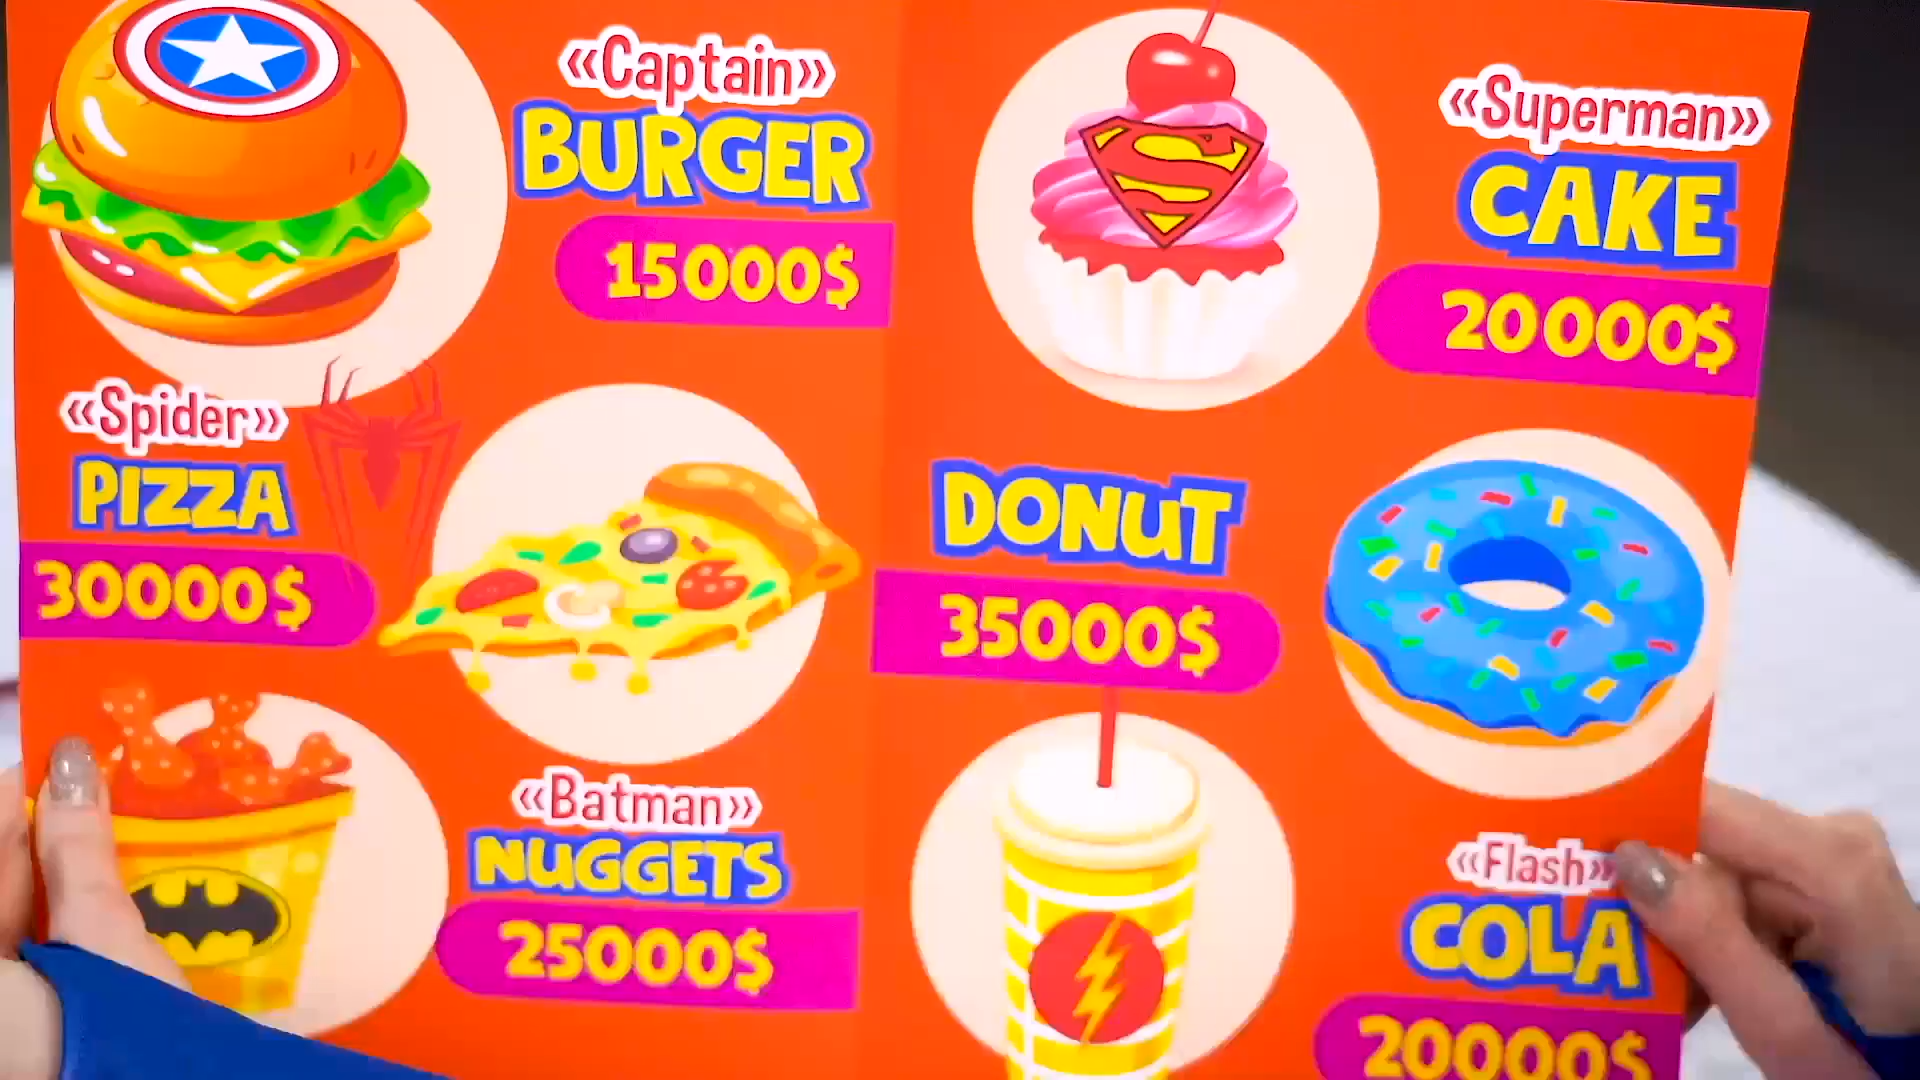 «Captain»
BURGER
15000$
«Spider»
PIZZA
30000$
«Batman»
NUGGETS
25000$
«Superman»
CAKE
20000$
DONUT
35000$
«Flash»
COLA
20000$